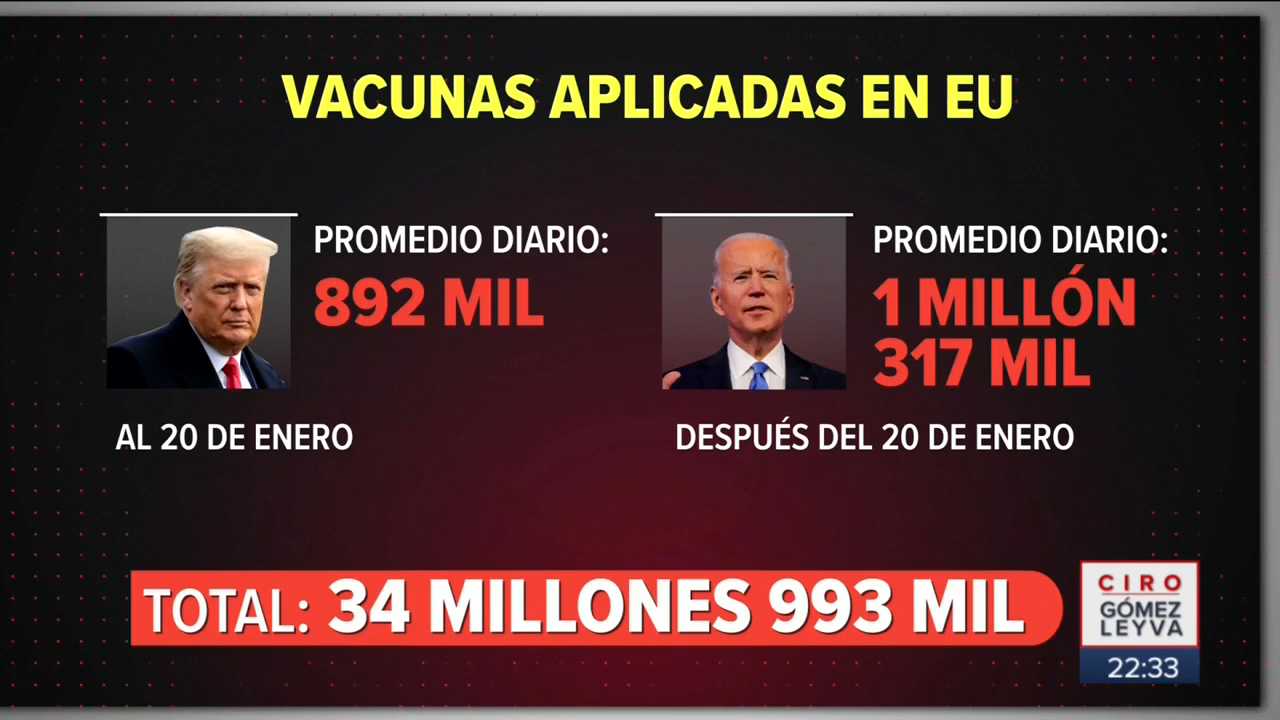 VACUNAS APLICADAS EN EU
PROMEDIO DIARIO:
892 MIL
AL 20 DE ENERO
PROMEDIO DIARIO:
1 MILLÓN
317 MIL
DESPUÉS DEL 20 DE ENERO
TOTAL: 34 MILLONES 993 MIL
CIRO
GÓMEZ
LEYVA
22:33